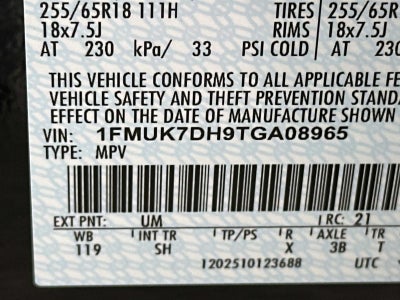 255/65R18 111H TIRES 255/65R
18x7.5J RIMS 18x7.5J
AT 230 kPa/ 33 PSI COLD AT 230
THIS VEHICLE CONFORMS TO ALL APPLICABLE FE
VEHICLE SAFETY AND THEFT PREVENTION STANDA
EFFECT ON THE DATE OF MANUFACTURE SHOWN
VIN: 1FMUK7DH9TGA08965
TYPE: MPV
EXT PNT: UM RC: 21
WB INT TR TP/PS R AXLE TR
119 SH X 3B T
1202510123688 UTC